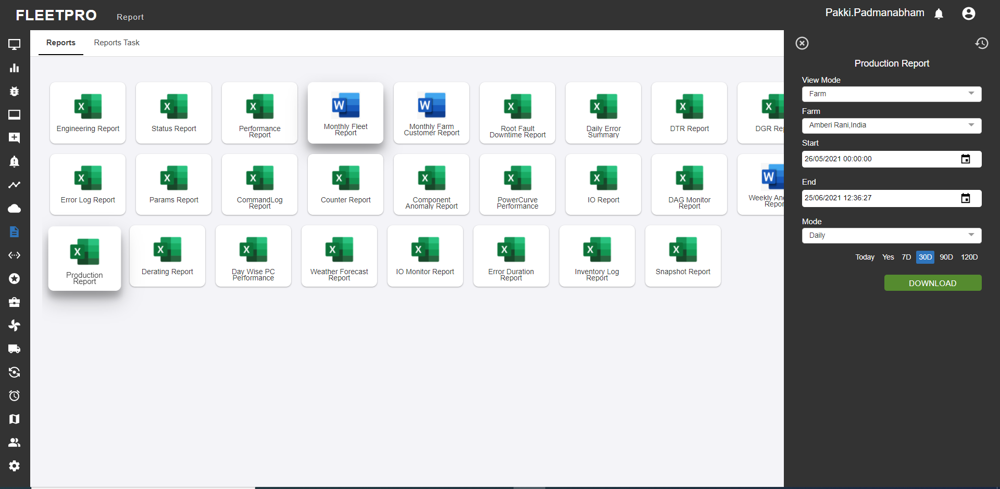 FLEETPRO
Report
Pakki.Padmanabham
Reports
Reports Task
Engineering Report
Status Report
Performance
Report
Monthly Fleet
Report
Monthly Farm
Customer Report
Root Fault
Downtime Report
Daily Error
Summary
DTR Report
DGR Rep
Error Log Report
Params Report
CommandLog
Report
Counter Report
Component
Anomaly Report
PowerCurve
Performance
IO Report
DAG Monitor
Report
Weekly An
Repor
Production
Report
Derating Report
Day Wise PC
Performance
Weather Forecast
Report
IO Monitor Report
Error Duration
Report
Inventory Log
Report
Snapshot Report
Production Report
View Mode
Farm
Farm
Amberi Rani,India
Start
26/05/2021 00:00:00
End
25/06/2021 12:36:27
Mode
Daily
Today Yes 7D 30D 90D 120D
DOWNLOAD